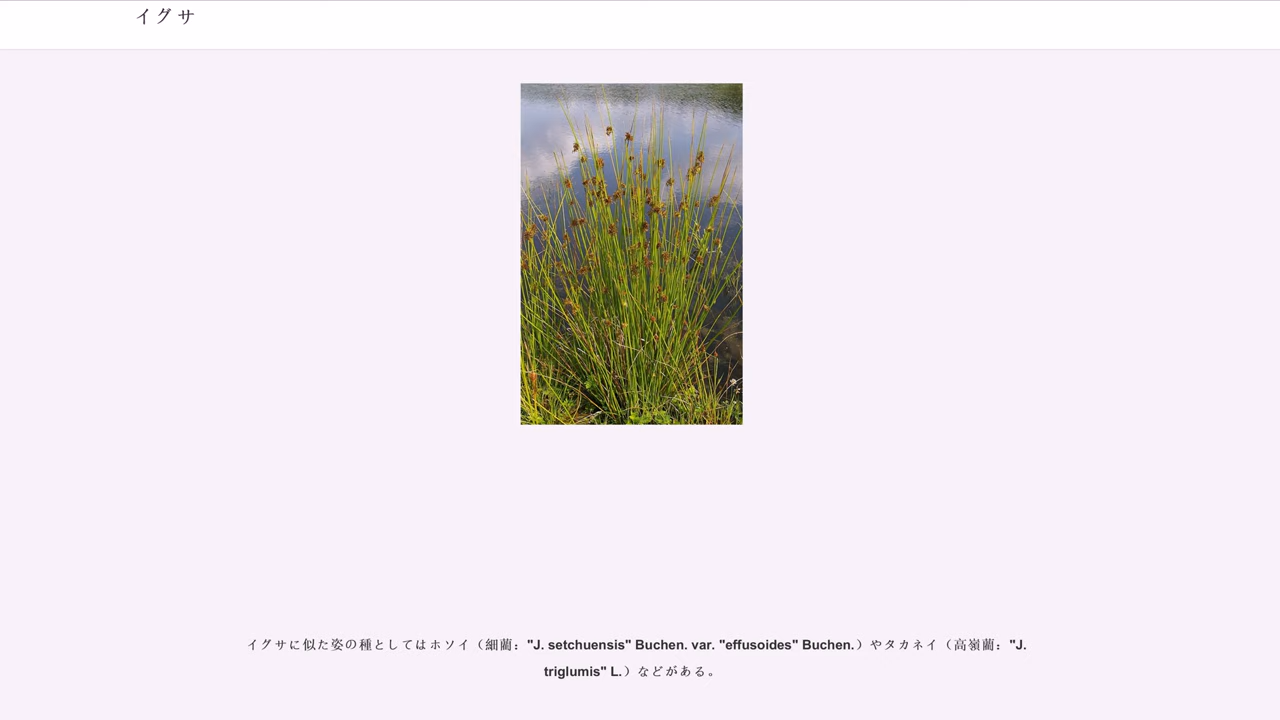 イグサ
イグサに似た姿の種としてはホソイ（細藺："J. setchuensis" Buchen. var. "effusoides" Buchen.）やタカネイ（高嶺藺："J.
triglumis" L.）などがある。